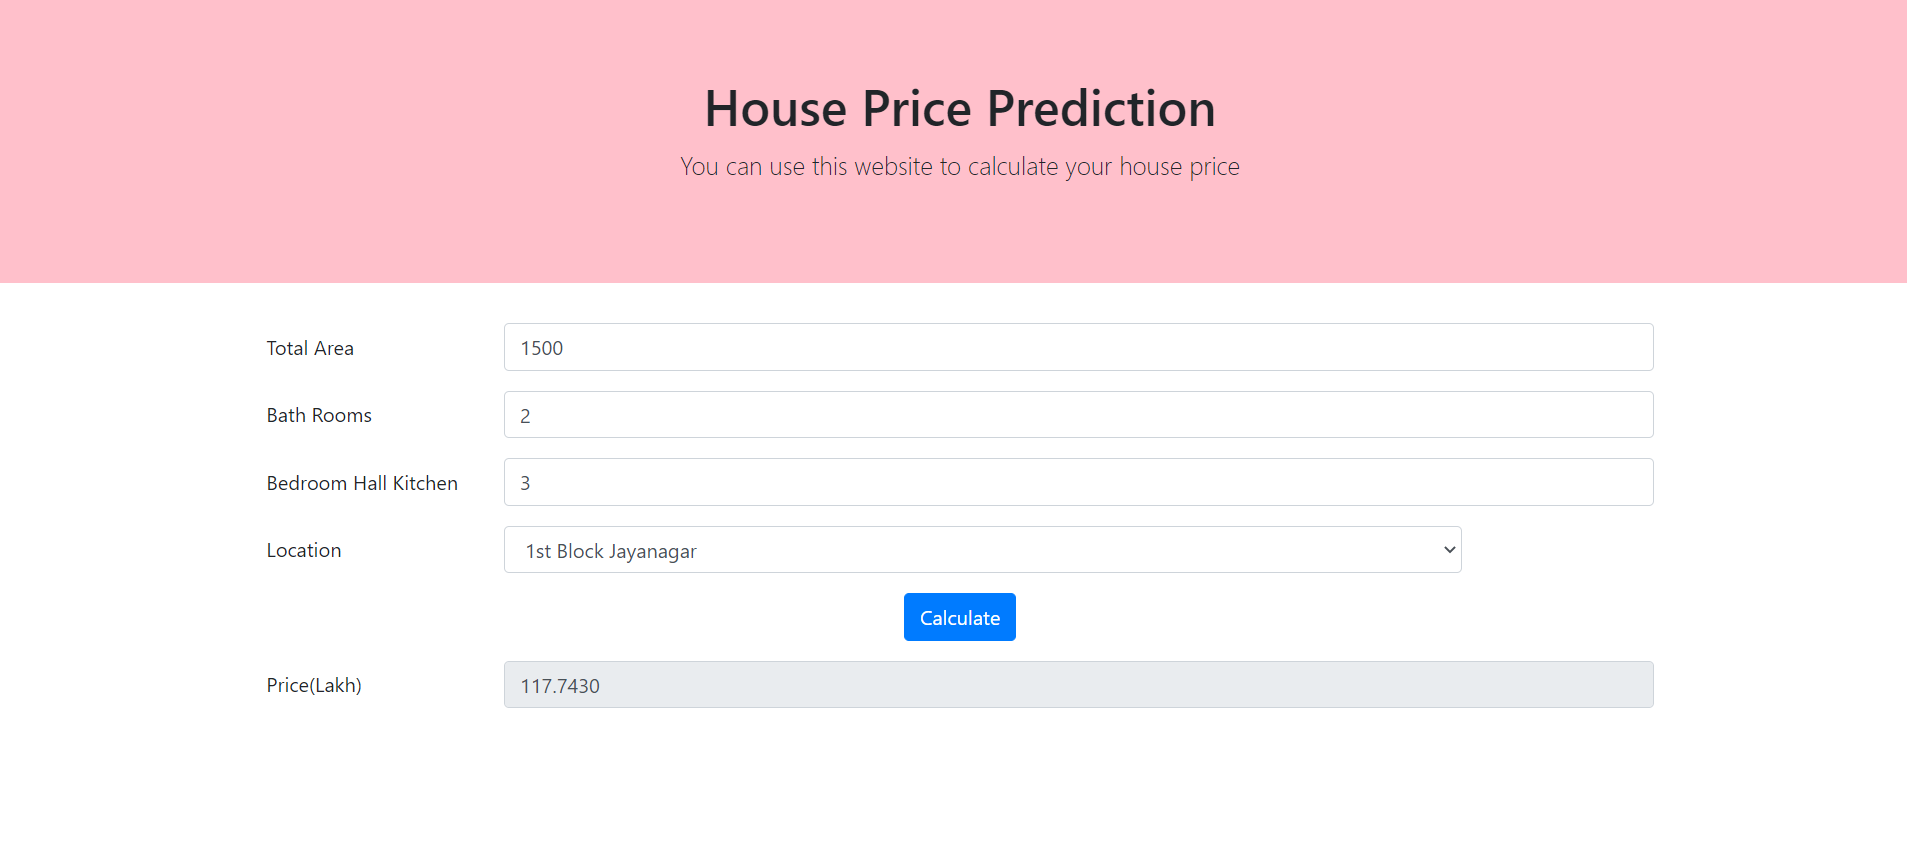 House Price Prediction
You can use this website to calculate your house price
Total Area 1500
Bath Rooms 2
Bedroom Hall Kitchen 3
Location 1st Block Jayanagar
Calculate
Price(Lakh) 117.7430